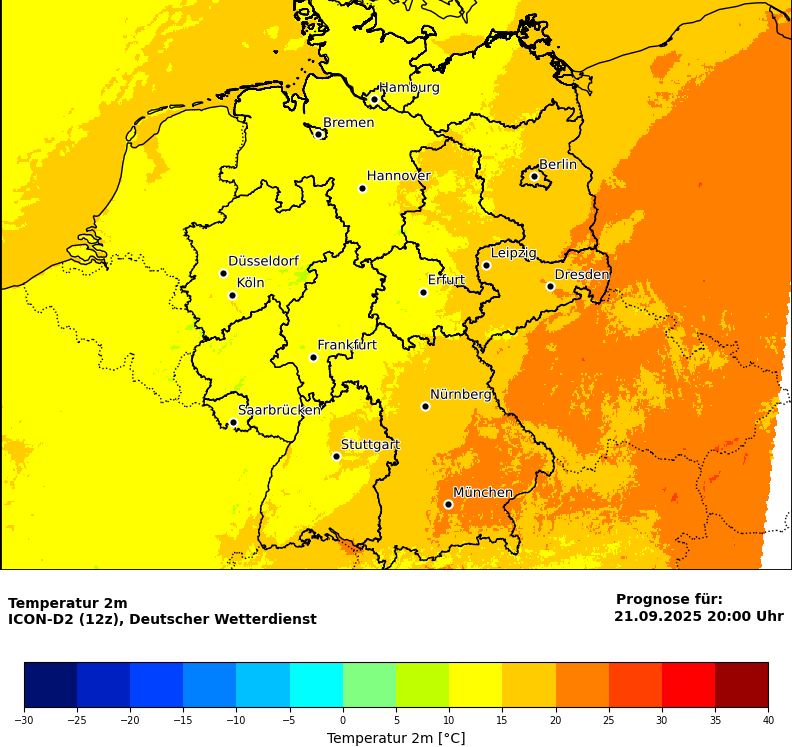 Hamburg
Bremen
Berlin
Hannover
Leipzig
Düsseldorf
Dresden
Köln
Erfurt
Frankfurt
Nürnberg
Saarbrücken
Stuttgart
München
Temperatur 2m
ICON-D2 (12z), Deutscher Wetterdienst
Prognose für:
21.09.2025 20:00 Uhr
−30 −25 −20 −15 −10 −5 0 5 10 15 20 25 30 35 40
Temperatur 2m [°C]